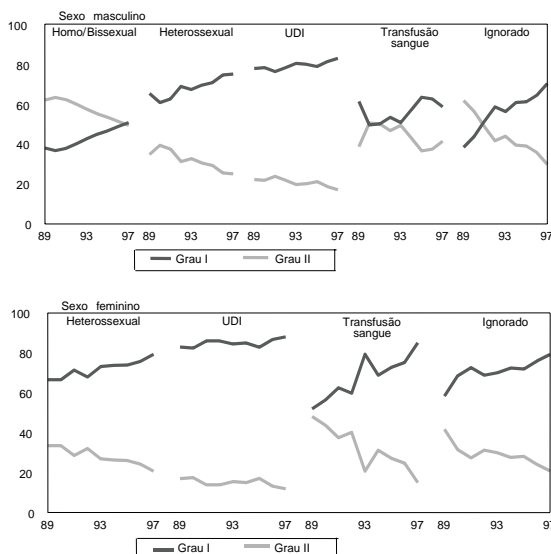 Sexo masculino
100
Homo/Bissexual Heterossexual UDI Transfusão sangue Ignorado
80
60
40
20
0
89 93 97 89 93 97 89 93 97 89 93 97 89 93 97
Grau I Grau II
Sexo feminino
100
Heterossexual UDI Transfusão sangue Ignorado
80
60
40
20
0
89 93 97 89 93 97 89 93 97 89 93 97
Grau I Grau II